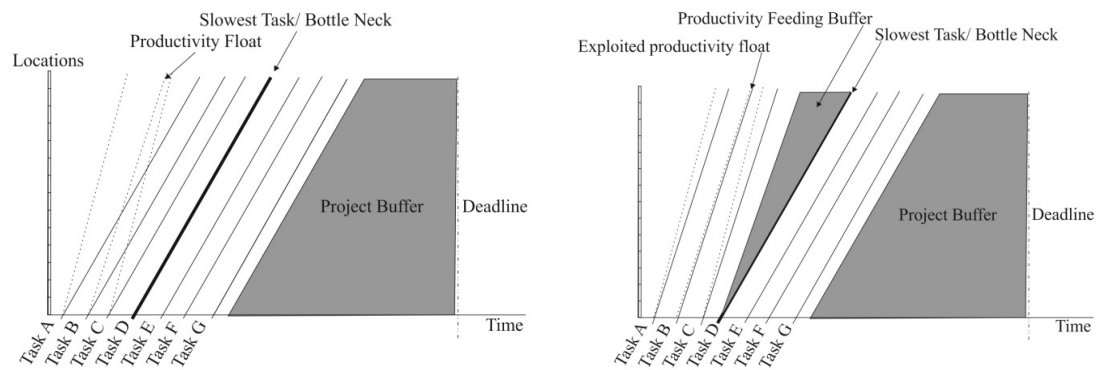 Slowest Task/ Bottle Neck
Productivity Float
Locations
Project Buffer
Deadline
Time
Task A
Task B
Task C
Task D
Task E
Task F
Task G
Productivity Feeding Buffer
Slowest Task/ Bottle Neck
Exploited productivity float
Project Buffer
Deadline
Time
Task A
Task B
Task C
Task D
Task E
Task F
Task G